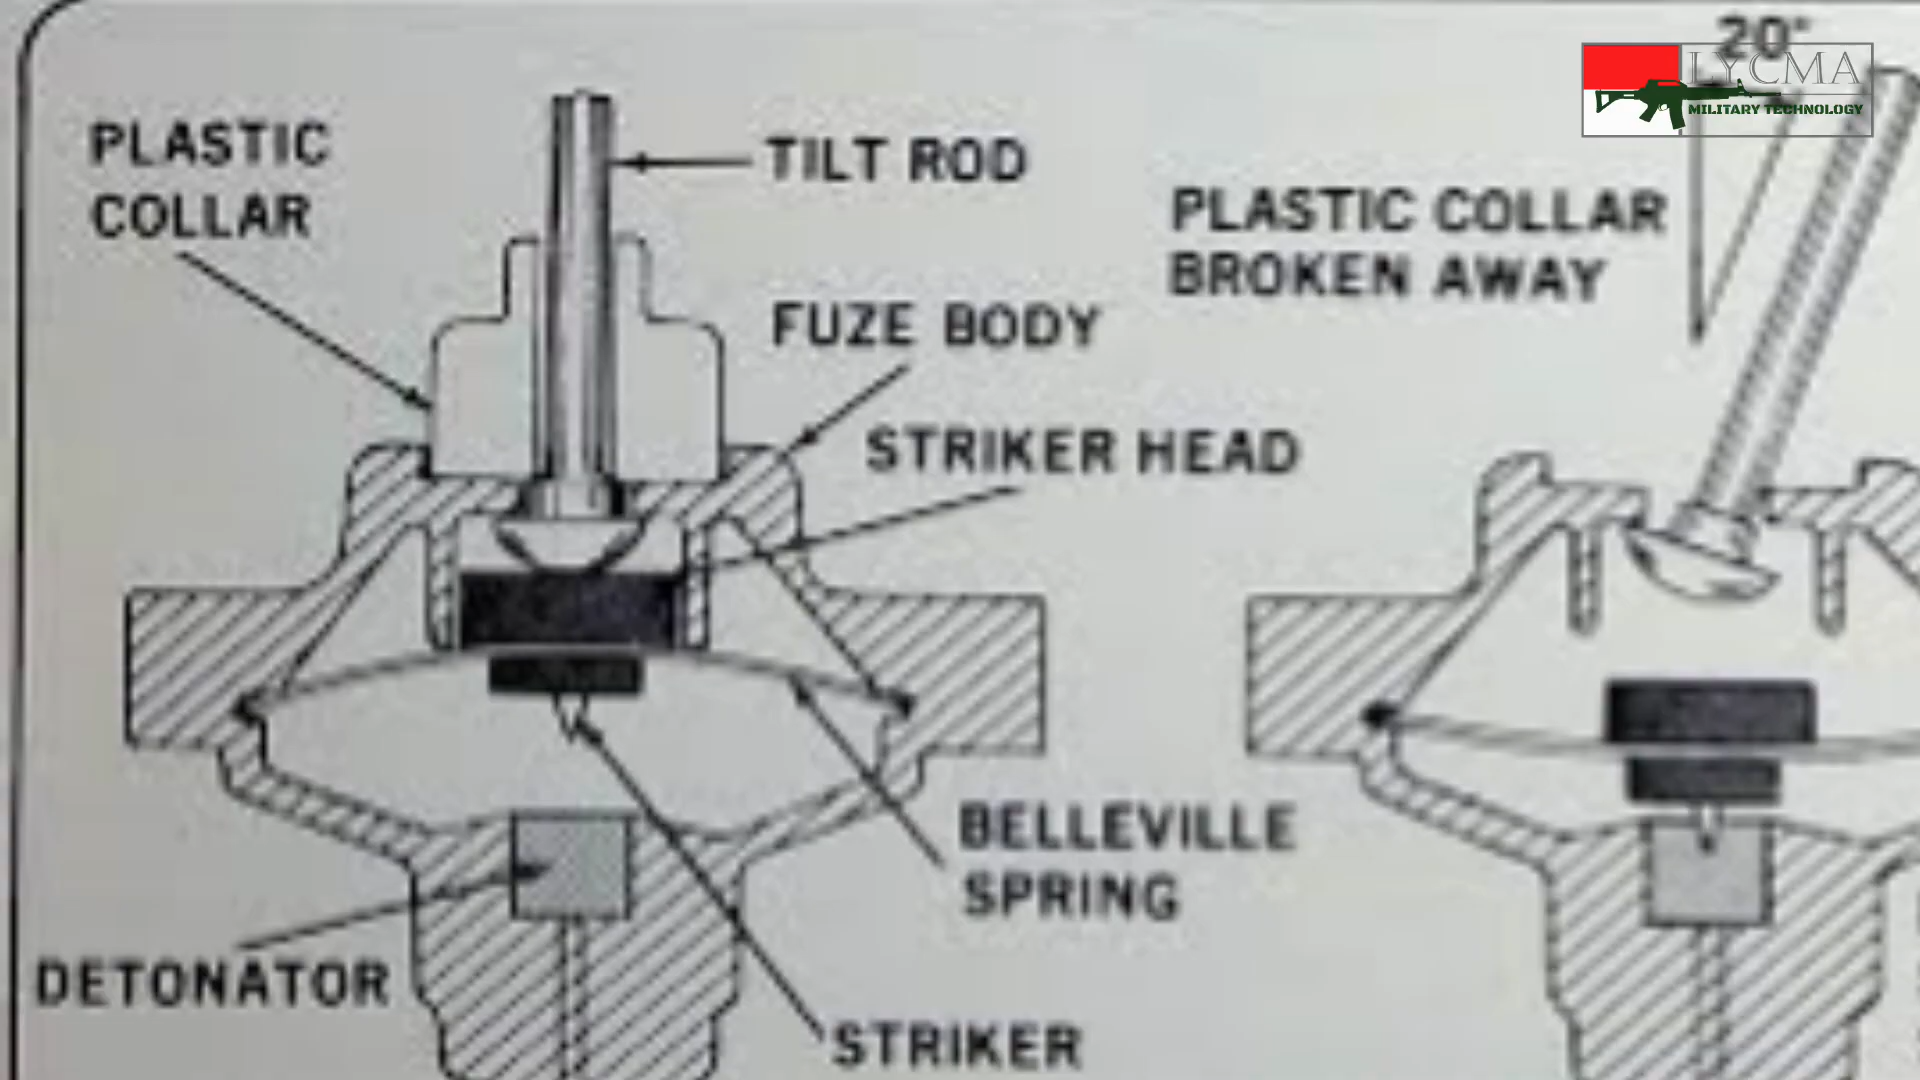 20°
LYCMA
MILITARY TECHNOLOGY
PLASTIC
COLLAR
TILT ROD
PLASTIC COLLAR
BROKEN AWAY
FUZE BODY
STRIKER HEAD
BELLEVILLE
SPRING
DETONATOR
STRIKER